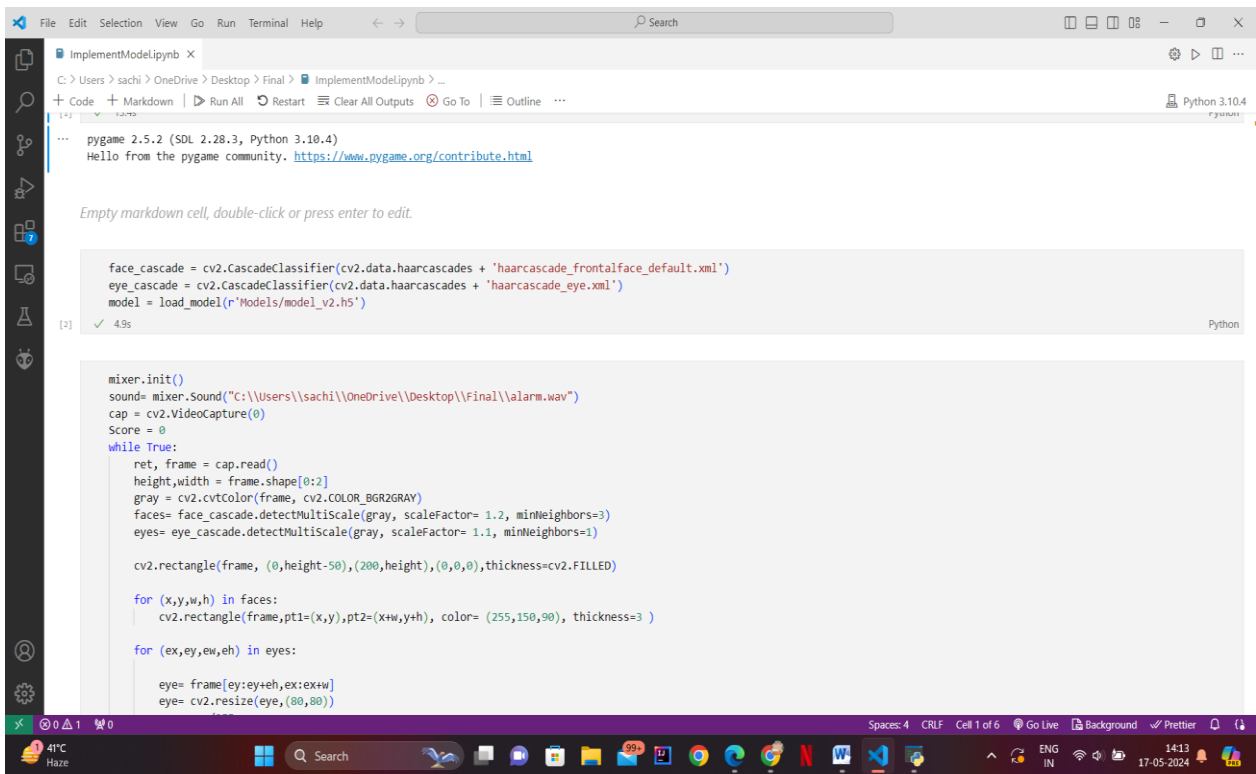 File Edit Selection View Go Run Terminal Help
Search
ImplementModel.ipynb
C: > Users > sachi > OneDrive > Desktop > Final > ImplementModel.ipynb > ...
+ Code + Markdown | Run All Restart Clear All Outputs Go To | Outline ...
Python 3.10.4
[1] 13.4s
Python
pygame 2.5.2 (SDL 2.28.3, Python 3.10.4)
Hello from the pygame community. https://www.pygame.org/contribute.html
Empty markdown cell, double-click or press enter to edit.
face_cascade = cv2.CascadeClassifier(cv2.data.haarcascades + 'haarcascade_frontalface_default.xml')
eye_cascade = cv2.CascadeClassifier(cv2.data.haarcascades + 'haarcascade_eye.xml')
model = load_model(r'Models/model_v2.h5')
[2] 4.9s
Python
mixer.init()
sound= mixer.Sound("C:\\Users\\sachi\\OneDrive\\Desktop\\Final\\alarm.wav")
cap = cv2.VideoCapture(0)
Score = 0
while True:
    ret, frame = cap.read()
    height,width = frame.shape[0:2]
    gray = cv2.cvtColor(frame, cv2.COLOR_BGR2GRAY)
    faces= face_cascade.detectMultiScale(gray, scaleFactor= 1.2, minNeighbors=3)
    eyes= eye_cascade.detectMultiScale(gray, scaleFactor= 1.1, minNeighbors=1)
    cv2.rectangle(frame, (0,height-50),(200,height),(0,0,0),thickness=cv2.FILLED)
    for (x,y,w,h) in faces:
        cv2.rectangle(frame,pt1=(x,y),pt2=(x+w,y+h), color= (255,150,90), thickness=3 )
    for (ex,ey,ew,eh) in eyes:
        eye= frame[ey:ey+eh,ex:ex+w]
        eye= cv2.resize(eye,(80,80))
7
0 1 0
Spaces: 4 CRLF Cell 1 of 6 Go Live Background Prettier
1
41°C
Haze
Search
99+
ENG
IN
14:13
17-05-2024
PRE